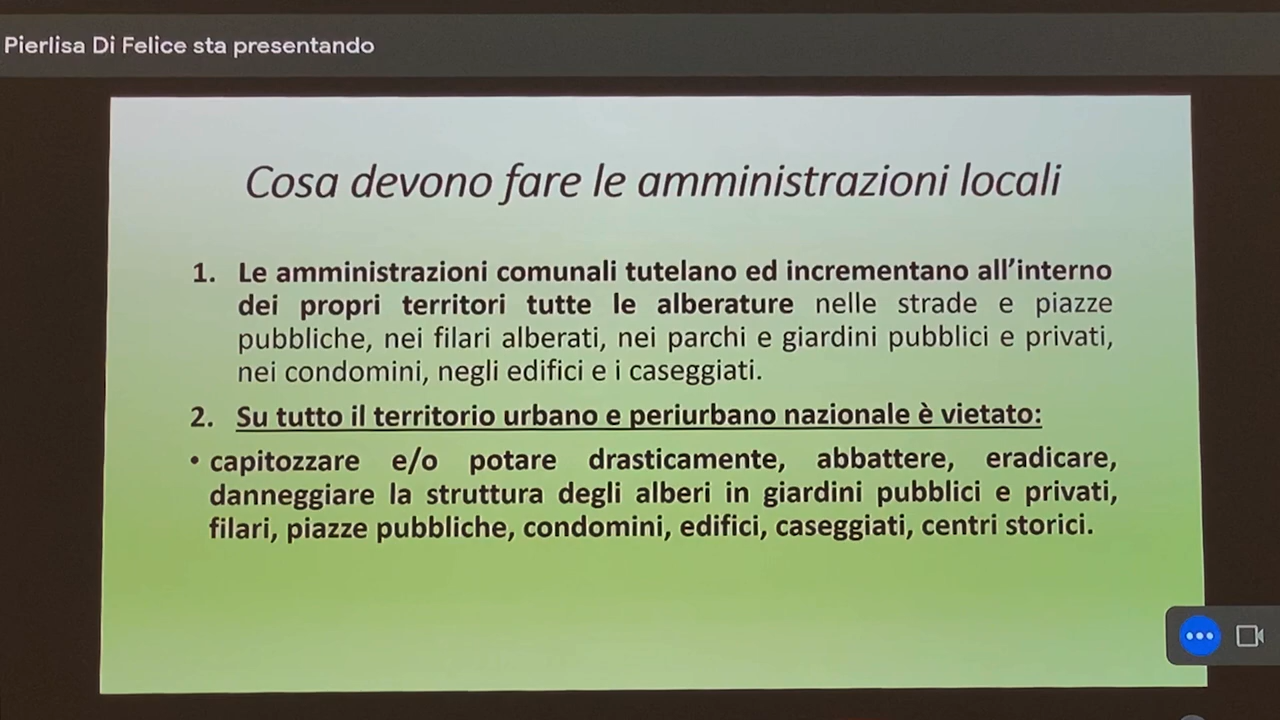 Pierlisa Di Felice sta presentando
Cosa devono fare le amministrazioni locali
1. Le amministrazioni comunali tutelano ed incrementano all'interno
dei propri territori tutte le alberature nelle strade e piazze
pubbliche, nei filari alberati, nei parchi e giardini pubblici e privati,
nei condomini, negli edifici e i caseggiati.
2. Su tutto il territorio urbano e periurbano nazionale è vietato:
• capitozzare e/o potare drasticamente, abbattere, eradicare,
danneggiare la struttura degli alberi in giardini pubblici e privati,
filari, piazze pubbliche, condomini, edifici, caseggiati, centri storici.